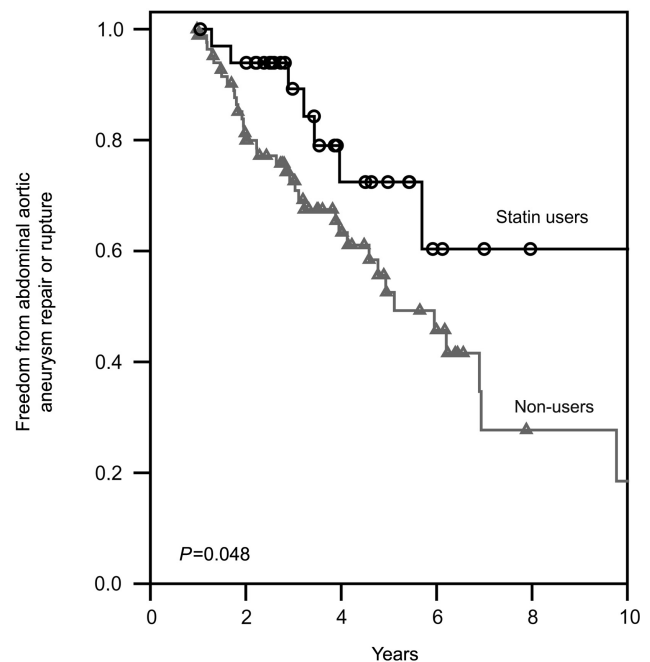 Freedom from abdominal aortic
aneurysm repair or rupture
1.0
0.8
0.6
0.4
0.2
0.0
Statin users
Non-users
P=0.048
0 2 4 6 8 10
Years